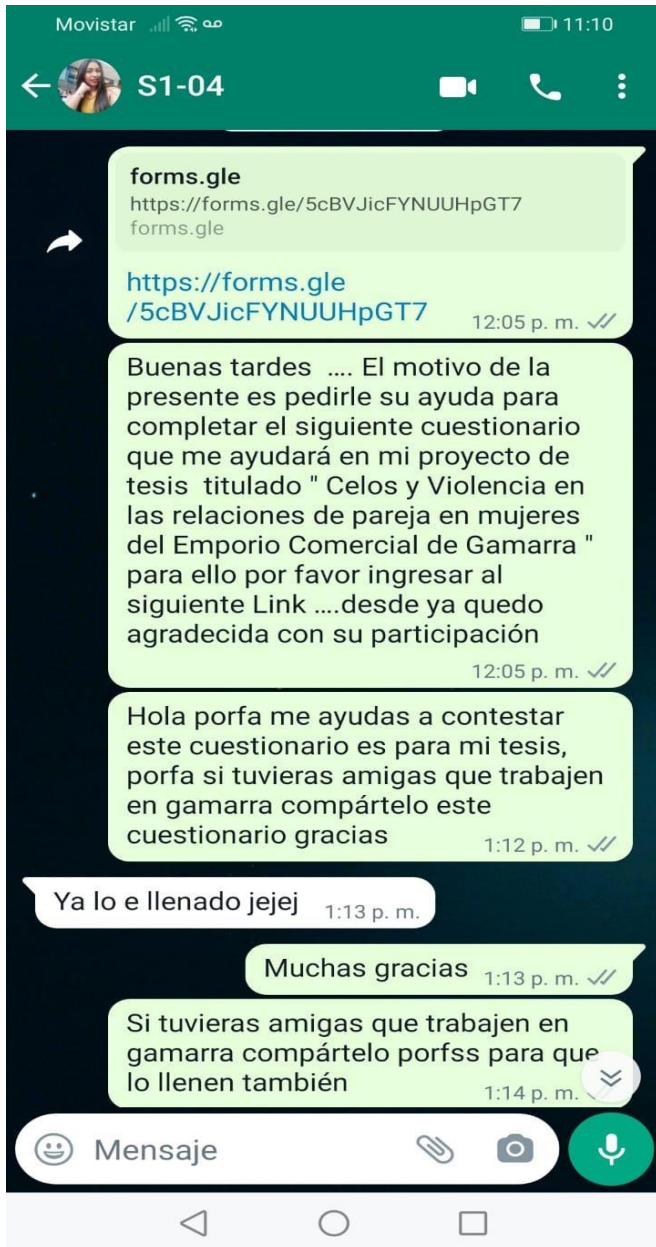 Movistar 11:10
S1-04
forms.gle
https://forms.gle/5cBVJicFYNUUHpGT7
forms.gle
https://forms.gle
/5cBVJicFYNUUHpGT7 12:05 p. m.
Buenas tardes .... El motivo de la
presente es pedirle su ayuda para
completar el siguiente cuestionario
que me ayudará en mi proyecto de
tesis titulado " Celos y Violencia en
las relaciones de pareja en mujeres
del Emporio Comercial de Gamarra "
para ello por favor ingresar al
siguiente Link ....desde ya quedo
agradecida con su participación
12:05 p. m.
Hola porfa me ayudas a contestar
este cuestionario es para mi tesis,
porfa si tuvieras amigas que trabajen
en gamarra compártelo este
cuestionario gracias 1:12 p. m.
Ya lo e llenado jejej 1:13 p. m.
Muchas gracias 1:13 p. m.
Si tuvieras amigas que trabajen en
gamarra compártelo porfss para que
lo llenen también 1:14 p. m.
Mensaje